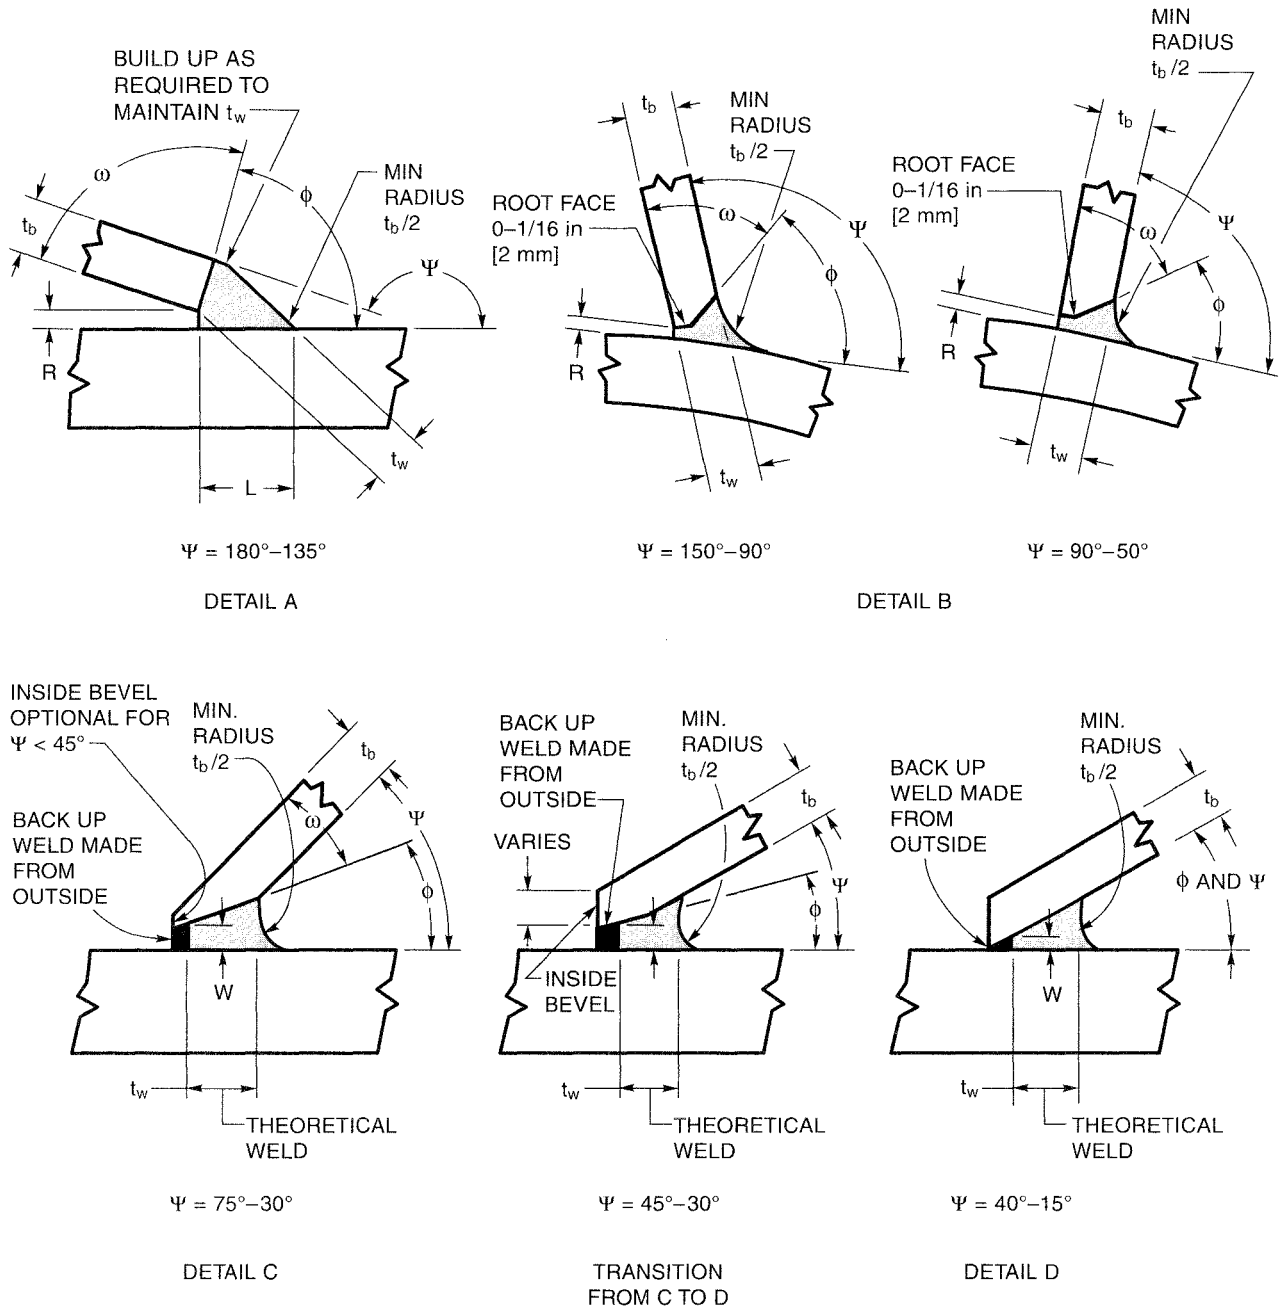 BUILD UP AS
REQUIRED TO
MAINTAIN tw
ω
ϕ
MIN
RADIUS
tb/2
tb
Ψ
R
tw
L
Ψ = 180°–135°
DETAIL A
tb
MIN
RADIUS
tb/2
ROOT FACE
0–1/16 in
[2 mm]
ω
Ψ
ϕ
R
tw
Ψ = 150°–90°
MIN
RADIUS
tb/2
tb
ROOT FACE
0–1/16 in
[2 mm]
ω
Ψ
ϕ
R
tw
Ψ = 90°–50°
DETAIL B
INSIDE BEVEL
OPTIONAL FOR
Ψ < 45°
MIN.
RADIUS
tb/2
tb
Ψ
ω
BACK UP
WELD MADE
FROM
OUTSIDE
ϕ
W
tw
THEORETICAL
WELD
Ψ = 75°–30°
DETAIL C
BACK UP
WELD MADE
FROM
OUTSIDE
MIN.
RADIUS
tb/2
tb
VARIES
Ψ
ϕ
INSIDE
BEVEL
tw
THEORETICAL
WELD
Ψ = 45°–30°
TRANSITION
FROM C TO D
MIN.
RADIUS
tb/2
BACK UP
WELD MADE
FROM
OUTSIDE
tb
ϕ AND Ψ
W
tw
THEORETICAL
WELD
Ψ = 40°–15°
DETAIL D